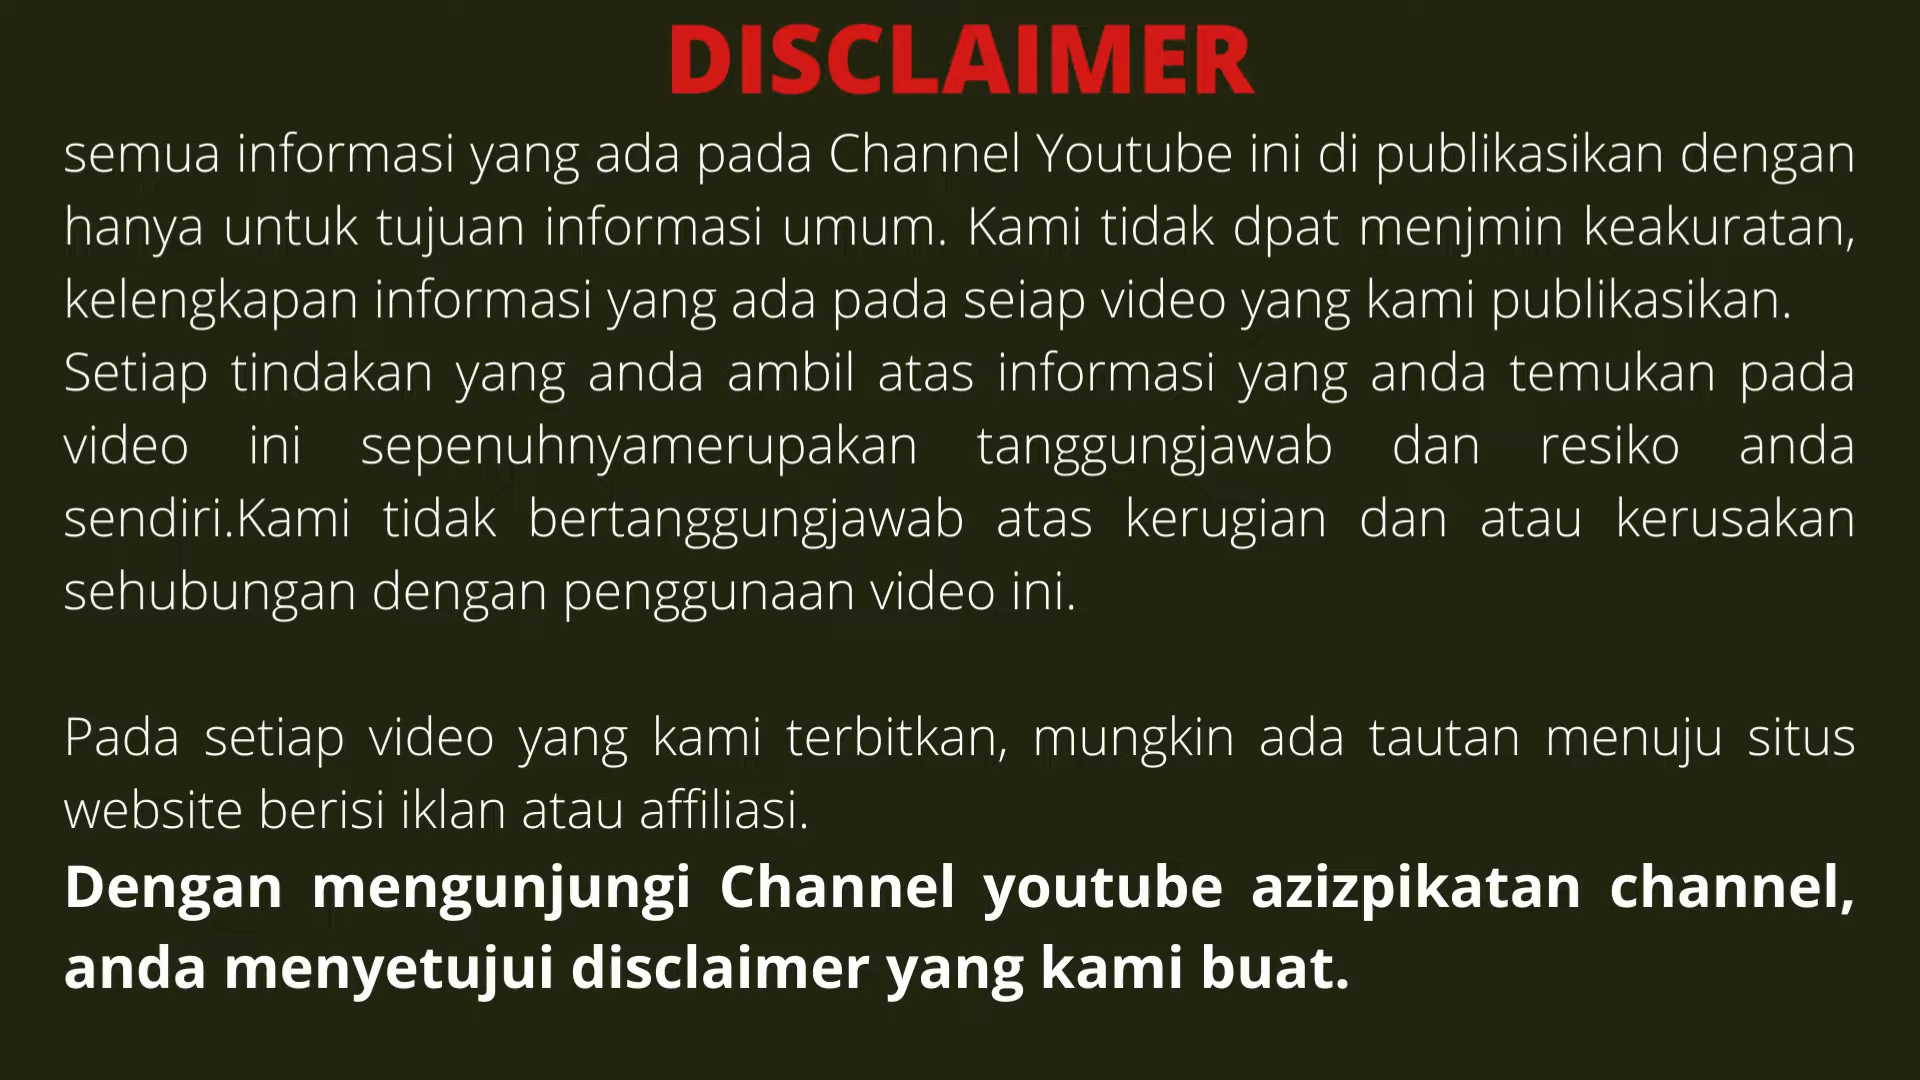 DISCLAIMER
semua informasi yang ada pada Channel Youtube ini di publikasikan dengan
hanya untuk tujuan informasi umum. Kami tidak dpat menjmin keakuratan,
kelengkapan informasi yang ada pada seiap video yang kami publikasikan.
Setiap tindakan yang anda ambil atas informasi yang anda temukan pada
video ini sepenuhnyamerupakan tanggungjawab dan resiko anda
sendiri.Kami tidak bertanggungjawab atas kerugian dan atau kerusakan
sehubungan dengan penggunaan video ini.
Pada setiap video yang kami terbitkan, mungkin ada tautan menuju situs
website berisi iklan atau affiliasi.
Dengan mengunjungi Channel youtube azizpikatan channel,
anda menyetujui disclaimer yang kami buat.